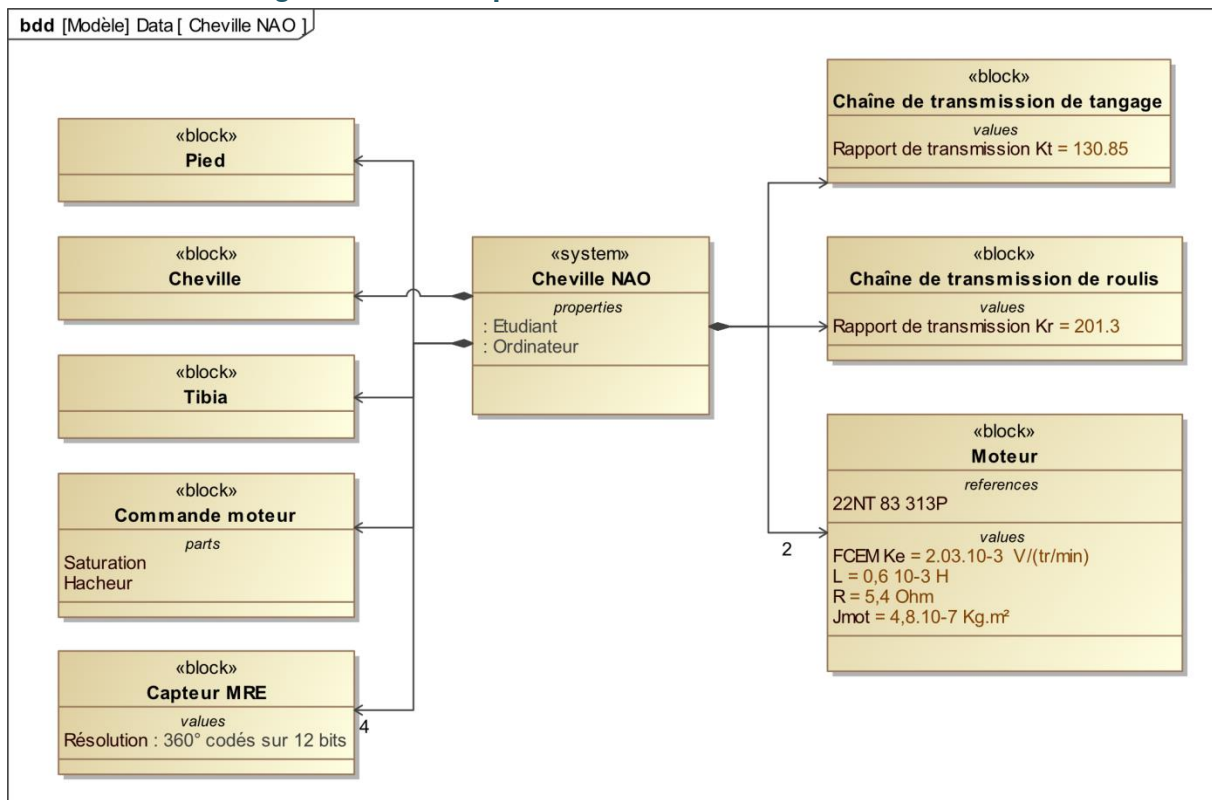 bdd [Modèle] Data [ Cheville NAO ]
«block»
Pied
«block»
Cheville
«block»
Tibia
«block»
Commande moteur
parts
Saturation
Hacheur
«block»
Capteur MRE
values
Résolution : 360° codés sur 12 bits
4
«system»
Cheville NAO
properties
: Etudiant
: Ordinateur
«block»
Chaîne de transmission de tangage
values
Rapport de transmission Kt = 130.85
«block»
Chaîne de transmission de roulis
values
Rapport de transmission Kr = 201.3
2
«block»
Moteur
references
22NT 83 313P
values
FCEM Ke = 2.03.10-3 V/(tr/min)
L = 0,6 10-3 H
R = 5,4 Ohm
Jmot = 4,8.10-7 Kg.m²